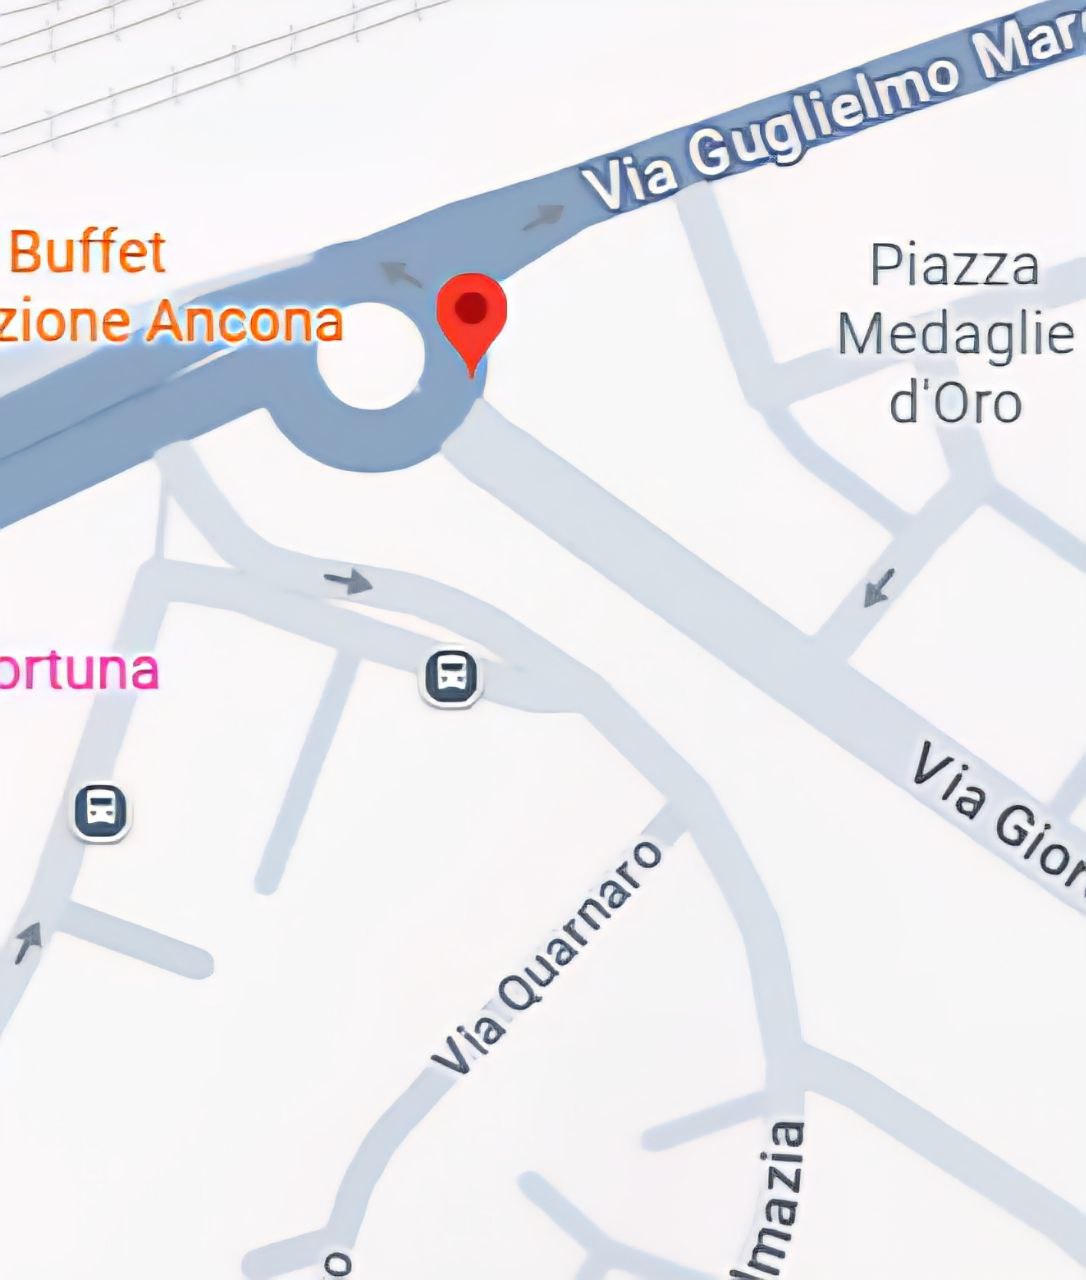 Via Guglielmo Mar
Buffet
zione Ancona
Piazza
Medaglie
d'Oro
ortuna
Via Gior
Via Quarnaro
lmazia
o